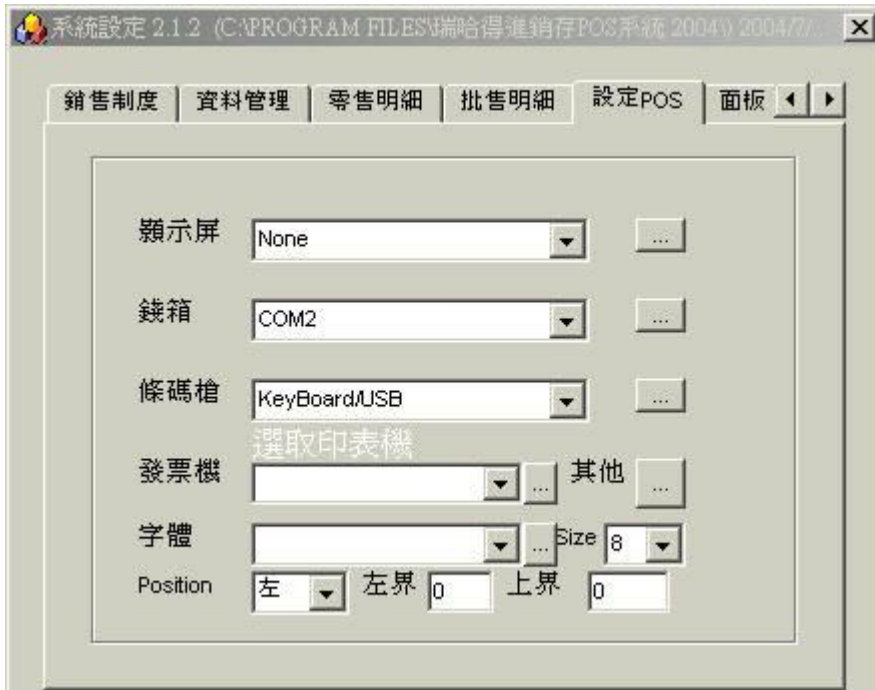 系統設定 2.1.2 (C:\PROGRAM FILES\瑞哈得進銷存POS系統 2004\) 2004/7/...
銷售制度 資料管理 零售明細 批售明細 設定POS 面板
顥示屏 None ...
錢箱 COM2 ...
條碼槍 KeyBoard/USB ...
選取印表機
發票機 ... 其他 ...
字體 ... Size 8
Position 左 左界 0 上界 0